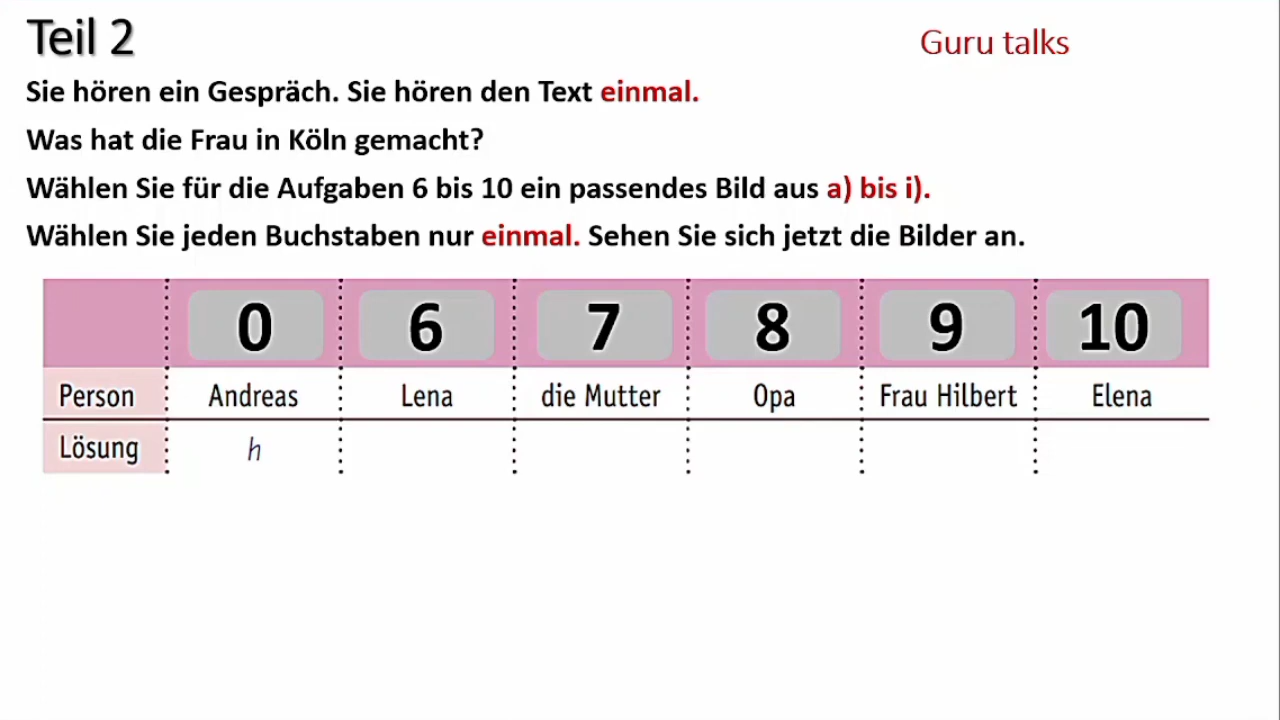 Teil 2
Guru talks
Sie hören ein Gespräch. Sie hören den Text einmal.
Was hat die Frau in Köln gemacht?
Wählen Sie für die Aufgaben 6 bis 10 ein passendes Bild aus a) bis i).
Wählen Sie jeden Buchstaben nur einmal. Sehen Sie sich jetzt die Bilder an.
0 6 7 8 9 10
Person Andreas Lena die Mutter Opa Frau Hilbert Elena
Lösung h